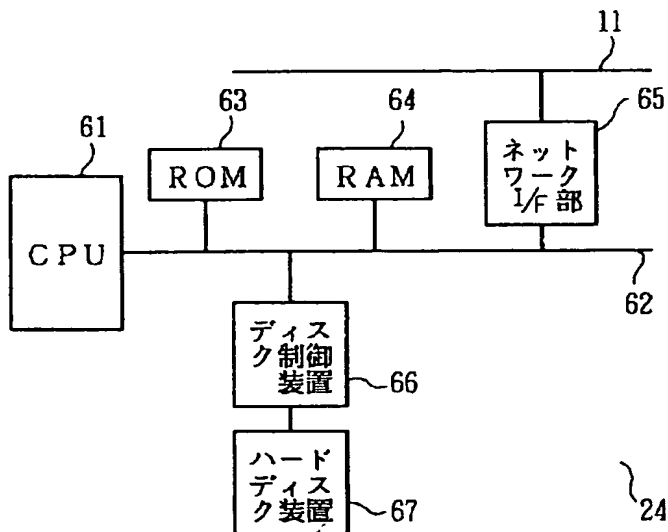 11
65
63
64
61
ネット
ワーク
I/F部
ROM
RAM
CPU
62
ディス
ク制御
装置
66
ハード
ディス
ク装置
67
24